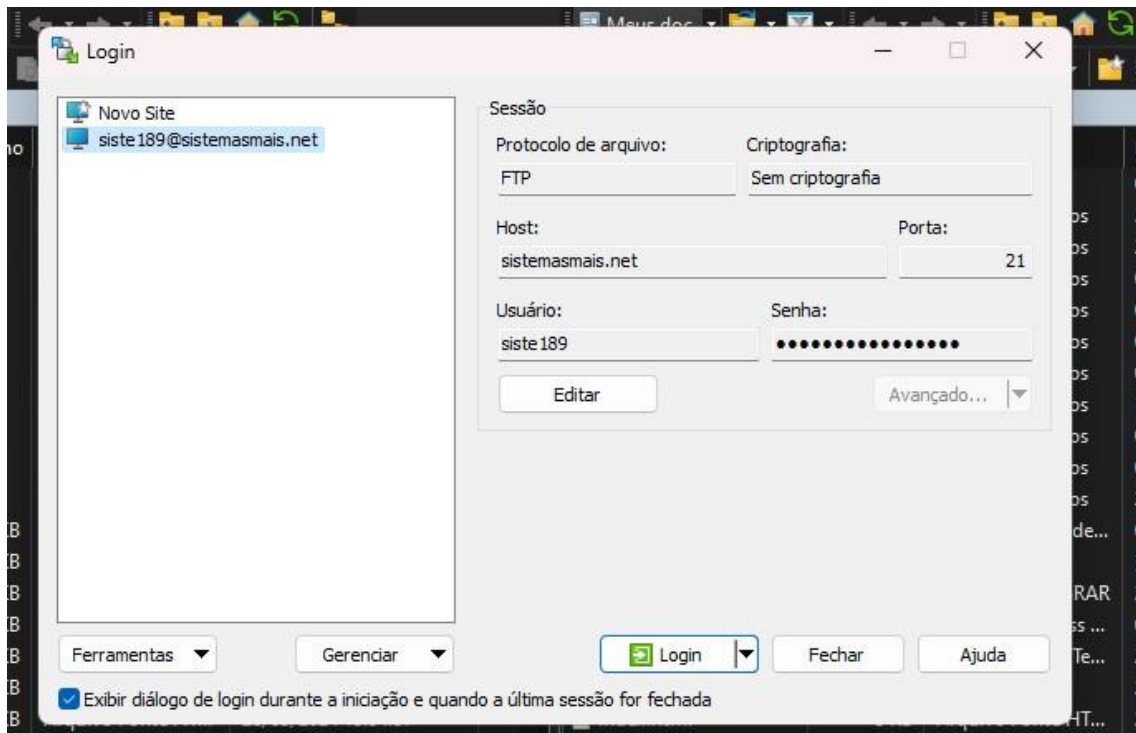 Meus doc
Login
Novo Site
siste189@sistemasmais.net
Sessão
Protocolo de arquivo:
Criptografia:
FTP
Sem criptografia
Host:
Porta:
sistemasmais.net
21
Usuário:
Senha:
siste189
••••••••••••••••
Editar
Avançado...
Ferramentas
Gerenciar
Login
Fechar
Ajuda
Exibir diálogo de login durante a iniciação e quando a última sessão for fechada